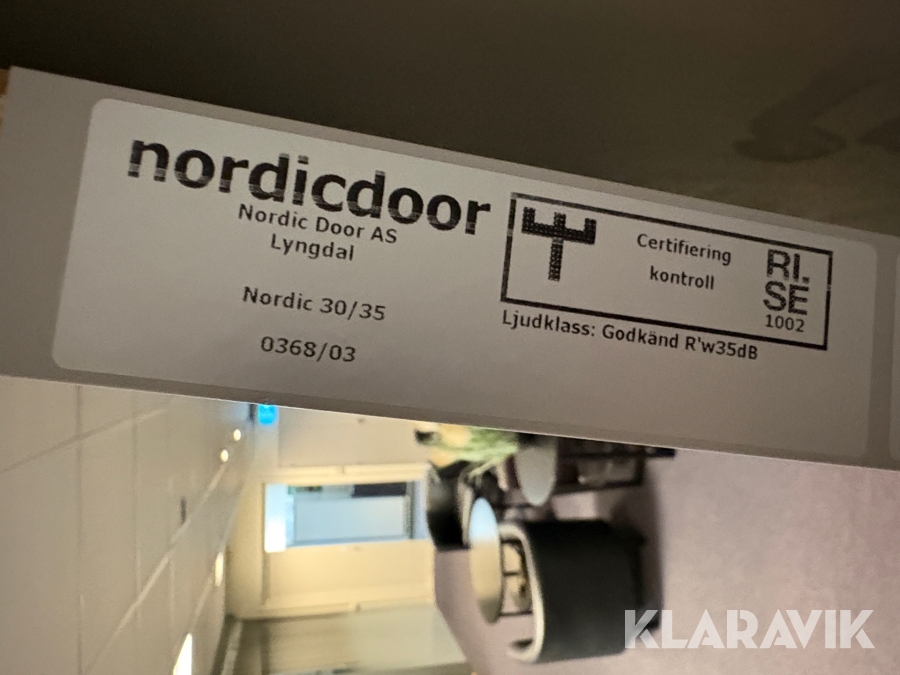 nordicdoor
Nordic Door AS
Lyngdal
Nordic 30/35
0368/03
Certifiering
kontroll
RI.
SE
1002
Ljudklass: Godkänd R'w35dB
KLARAVIK